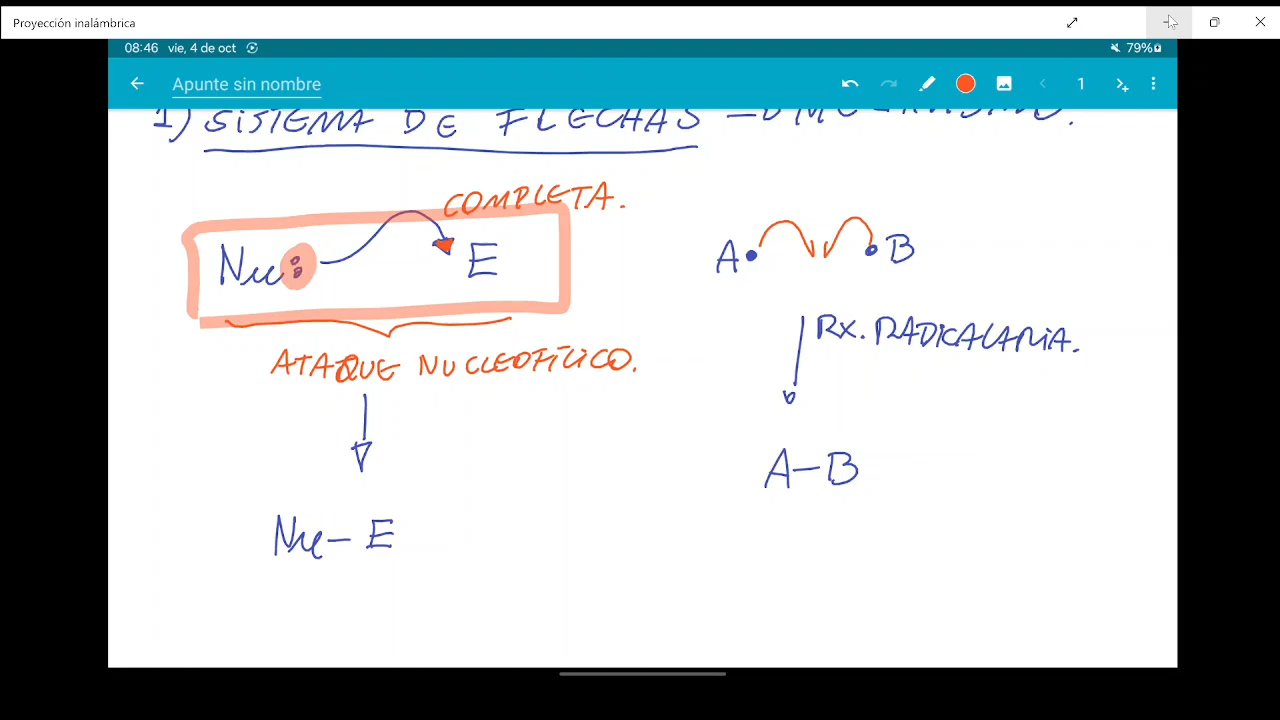 Proyección inalámbrica
08:46 vie, 4 de oct
79%
Apunte sin nombre
1
1) SISTEMA DE FLECHAS
COMPLETA.
Nu: E
A• •B
ATAQUE NUCLEOFÍLICO.
RX. RADICALARIA.
A-B
Nu-E